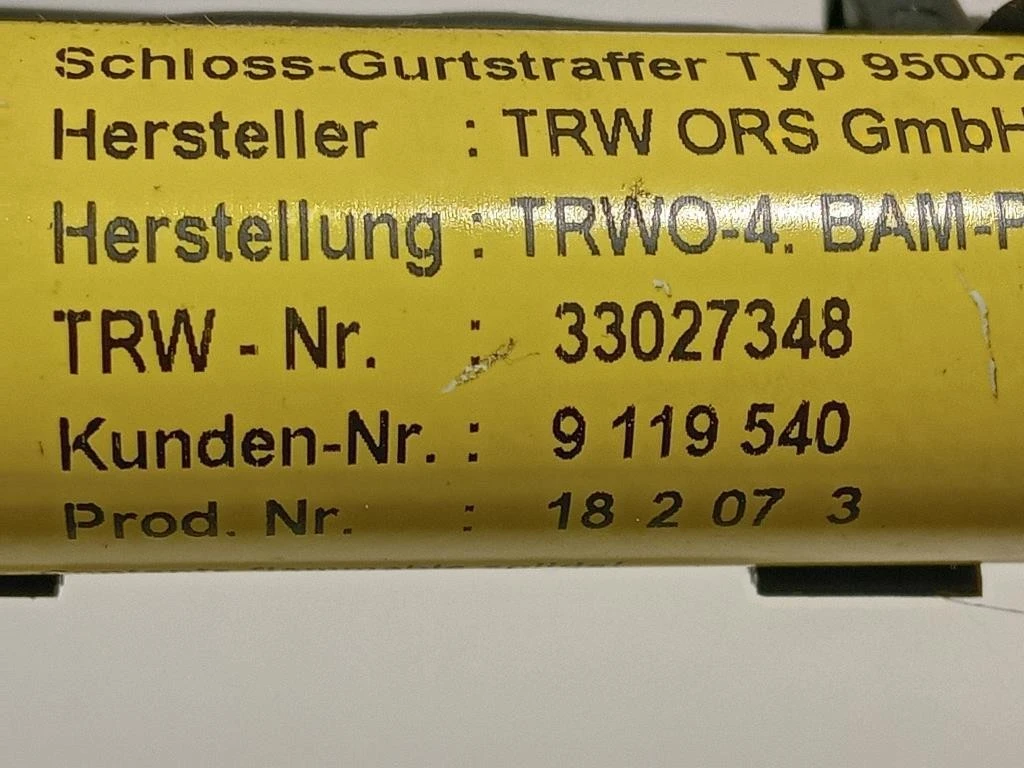 Schloss-Gurtstraffer Typ 95002
Hersteller : TRW ORS GmbH
Herstellung : TRWO-4. BAM-P
TRW - Nr. : 33027348
Kunden-Nr. : 9 119 540
Prod. Nr. : 18 2 07 3